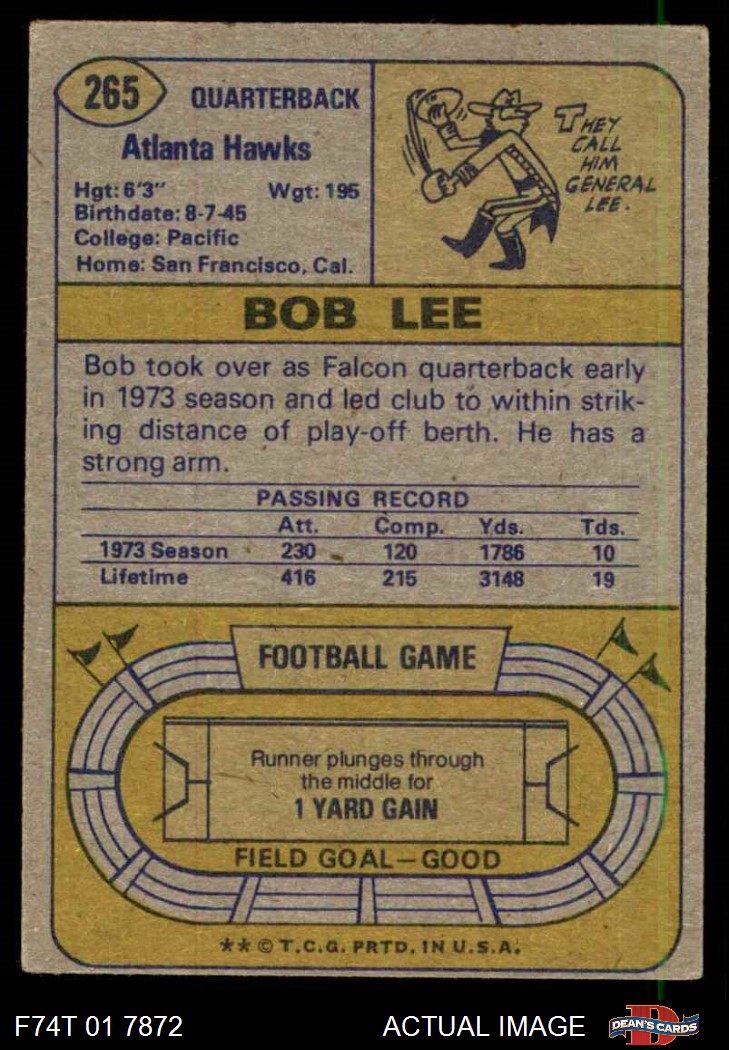 265
QUARTERBACK
Atlanta Hawks
Hgt: 6'3" Wgt: 195
Birthdate: 8-7-45
College: Pacific
Home: San Francisco, Cal.
THEY
CALL
HIM
GENERAL
LEE.
BOB LEE
Bob took over as Falcon quarterback early
in 1973 season and led club to within strik-
ing distance of play-off berth. He has a
strong arm.
PASSING RECORD
Att. Comp. Yds. Tds.
1973 Season 230 120 1786 10
Lifetime 416 215 3148 19
FOOTBALL GAME
Runner plunges through
the middle for
1 YARD GAIN
FIELD GOAL—GOOD
** © T.C.G. PRTD. IN U.S.A.
F74T 01 7872 ACTUAL IMAGE D DEAN'S CARDS